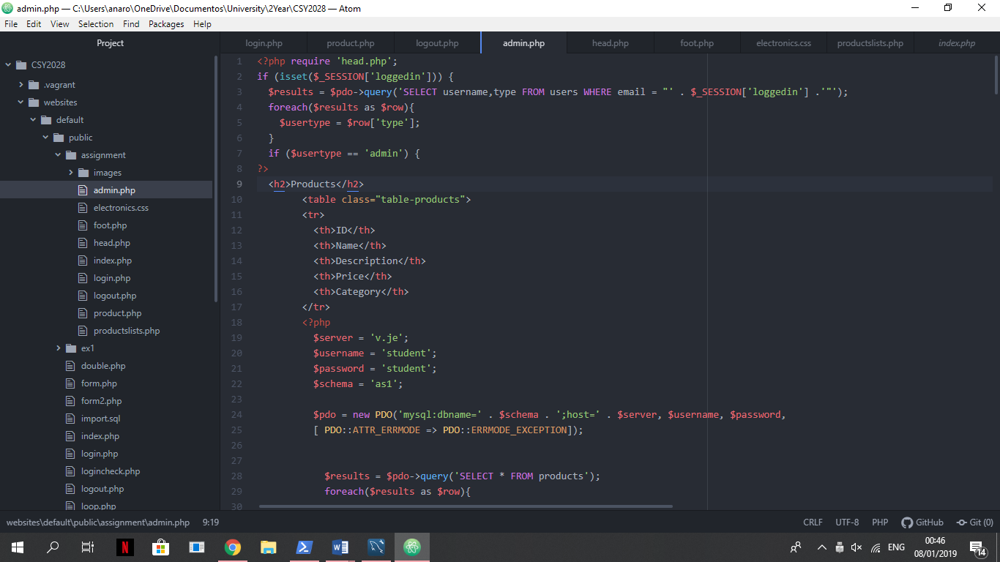 admin.php — C:\Users\anaro\OneDrive\Documentos\University\2Year\CSY2028 — Atom
File Edit View Selection Find Packages Help
Project
CSY2028
.vagrant
websites
default
public
assignment
images
admin.php
electronics.css
foot.php
head.php
index.php
login.php
logout.php
product.php
productslists.php
ex1
double.php
form.php
form2.php
import.sql
index.php
login.php
logincheck.php
logout.php
loop.php
login.php product.php logout.php admin.php head.php foot.php electronics.css productslists.php index.php
1 <?php require 'head.php';
2 if (isset($_SESSION['loggedin'])) {
3 $results = $pdo->query('SELECT username,type FROM users WHERE email = "' . $_SESSION['loggedin'] .'"');
4 foreach($results as $row){
5 $usertype = $row['type'];
6 }
7 if ($usertype == 'admin') {
8 ?>
9 <h2>Products</h2>
10 <table class="table-products">
11 <tr>
12 <th>ID</th>
13 <th>Name</th>
14 <th>Description</th>
15 <th>Price</th>
16 <th>Category</th>
17 </tr>
18 <?php
19 $server = 'v.je';
20 $username = 'student';
21 $password = 'student';
22 $schema = 'as1';
23
24 $pdo = new PDO('mysql:dbname=' . $schema . ';host=' . $server, $username, $password,
25 [ PDO::ATTR_ERRMODE => PDO::ERRMODE_EXCEPTION]);
26
27
28 $results = $pdo->query('SELECT * FROM products');
29 foreach($results as $row){
30
websites\default\public\assignment\admin.php 9:19 CRLF UTF-8 PHP GitHub Git (0)
N W ENG 00:46
08/01/2019 14